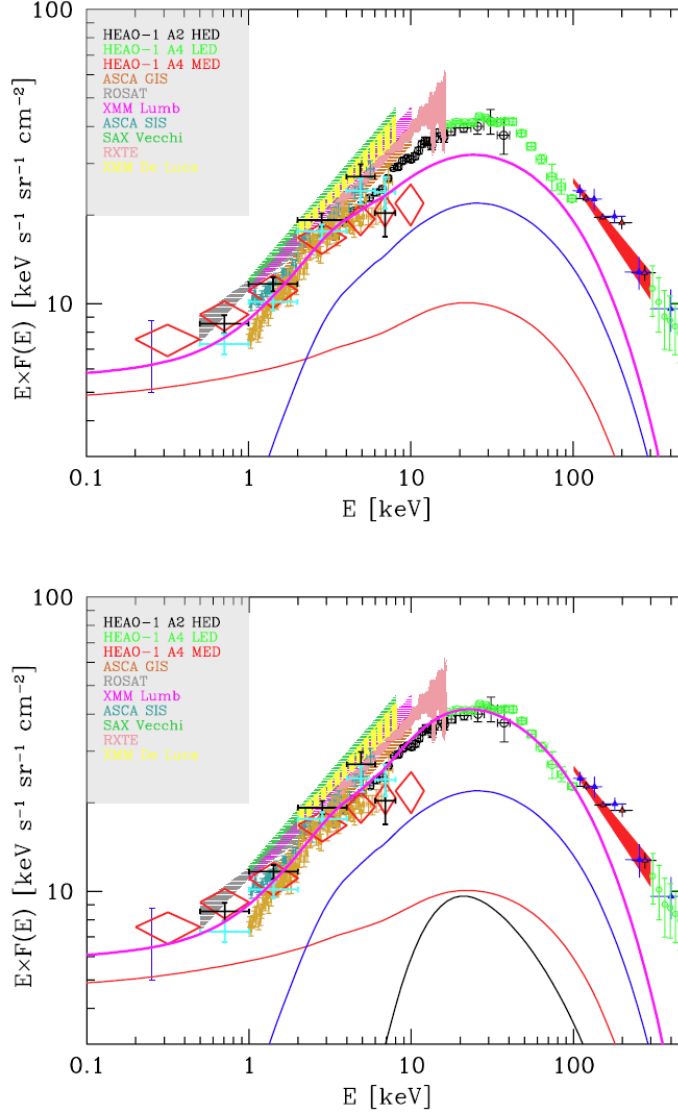 100
HEAO-1 A2 HED
HEAO-1 A4 LED
HEAO-1 A4 MED
ASCA GIS
ROSAT
XMM Lumb
ASCA SIS
SAX Vecchi
RXTE
XMM De Luca
10
E×F(E) [keV s⁻¹ sr⁻¹ cm⁻²]
0.1 1 10 100
E [keV]
100
HEAO-1 A2 HED
HEAO-1 A4 LED
HEAO-1 A4 MED
ASCA GIS
ROSAT
XMM Lumb
ASCA SIS
SAX Vecchi
RXTE
XMM De Luca
10
E×F(E) [keV s⁻¹ sr⁻¹ cm⁻²]
0.1 1 10 100
E [keV]